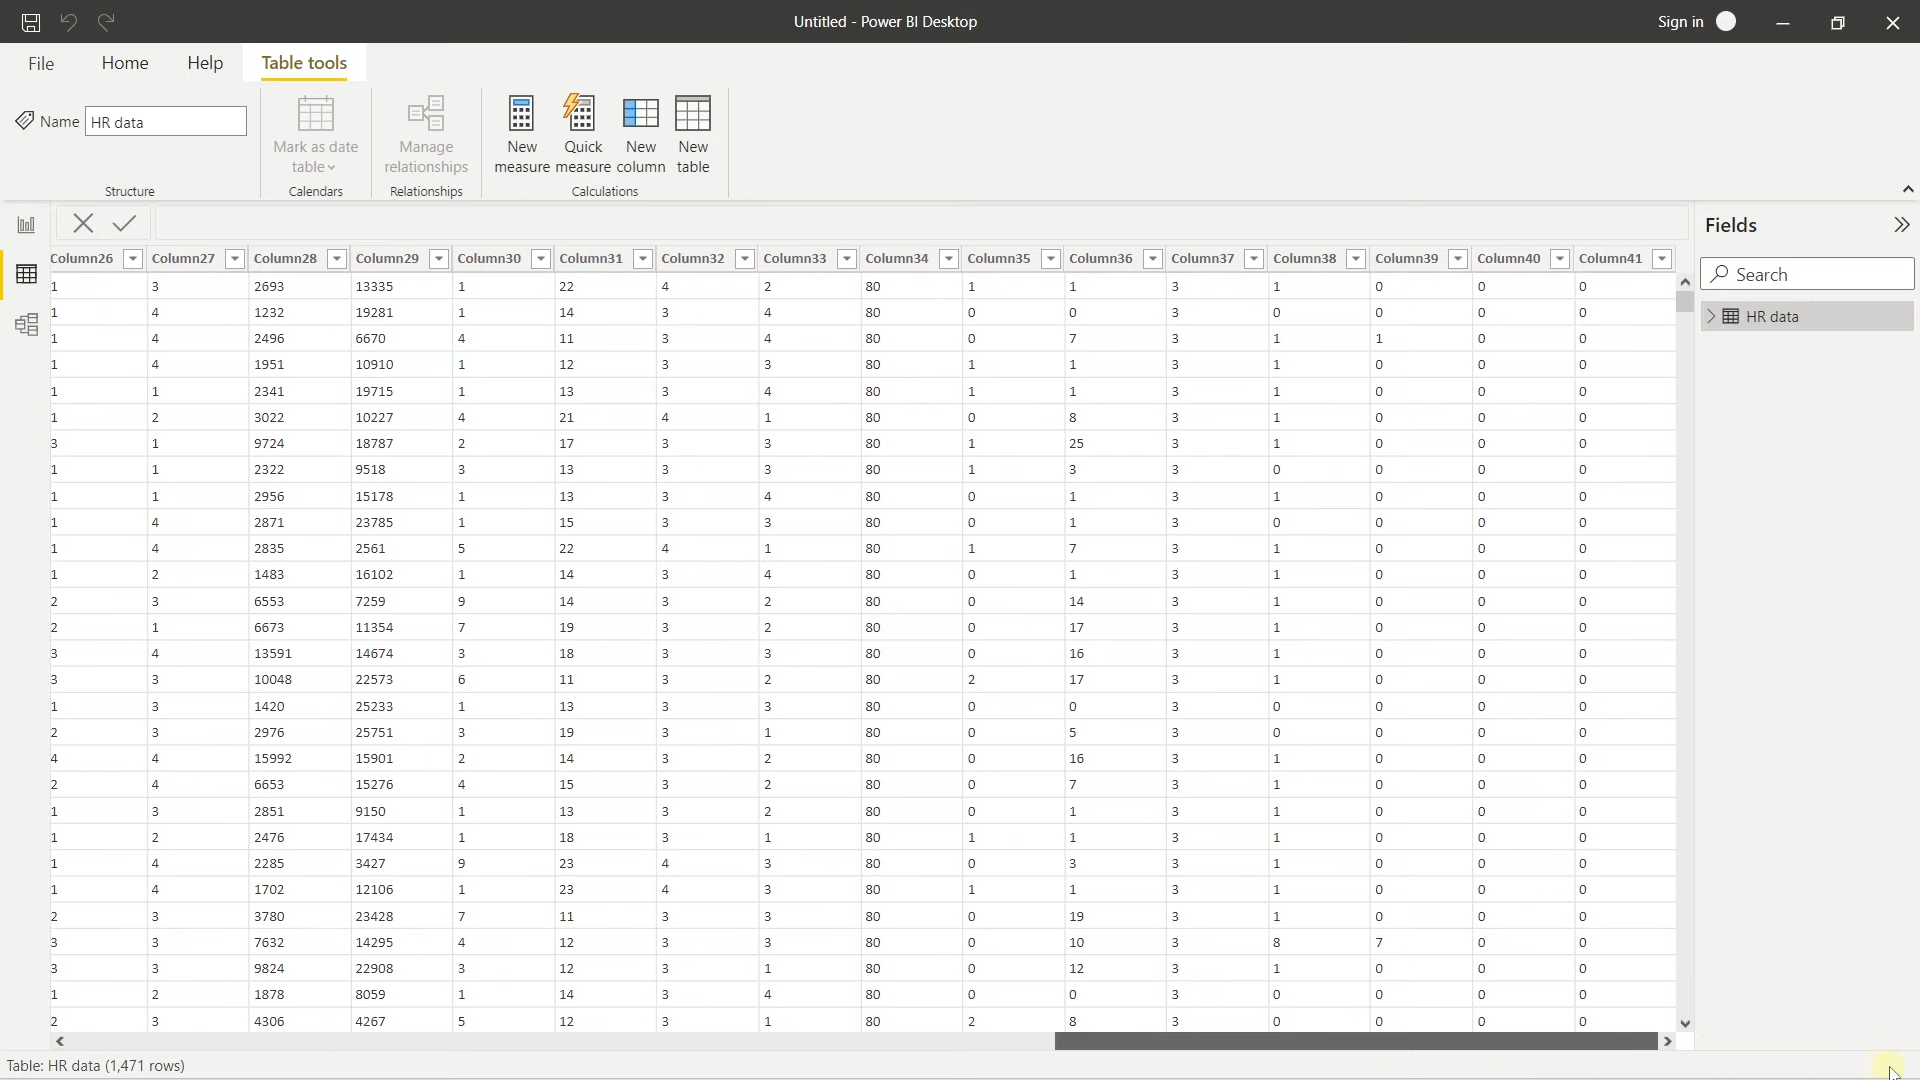 Untitled - Power BI Desktop
Sign in
File Home Help Table tools
Name HR data
Mark as date table
Manage relationships
New measure
Quick measure
New column
New table
Structure Calendars Relationships Calculations
Fields
Search
HR data
Column26 Column27 Column28 Column29 Column30 Column31 Column32 Column33 Column34 Column35 Column36 Column37 Column38 Column39 Column40 Column41
1 3 2693 13335 1 22 4 2 80 1 1 3 1 0 0 0
1 4 1232 19281 1 14 3 4 80 0 0 3 0 0 0 0
1 4 2496 6670 4 11 3 4 80 0 7 3 1 1 0 0
1 4 1951 10910 1 12 3 3 80 1 1 3 1 0 0 0
1 1 2341 19715 1 13 3 4 80 1 1 3 1 0 0 0
1 2 3022 10227 4 21 4 1 80 0 8 3 1 0 0 0
3 1 9724 18787 2 17 3 3 80 1 25 3 1 0 0 0
1 1 2322 9518 3 13 3 3 80 1 3 3 0 0 0 0
1 1 2956 15178 1 13 3 4 80 0 1 3 1 0 0 0
1 4 2871 23785 1 15 3 3 80 0 1 3 0 0 0 0
1 4 2835 2561 5 22 4 1 80 1 7 3 1 0 0 0
1 2 1483 16102 1 14 3 4 80 0 1 3 1 0 0 0
2 3 6553 7259 9 14 3 2 80 0 14 3 1 0 0 0
2 1 6673 11354 7 19 3 2 80 0 17 3 1 0 0 0
3 4 13591 14674 3 18 3 3 80 0 16 3 1 0 0 0
3 3 10048 22573 6 11 3 2 80 2 17 3 1 0 0 0
1 3 1420 25233 1 13 3 3 80 0 0 3 0 0 0 0
2 3 2976 25751 3 19 3 1 80 0 5 3 0 0 0 0
4 4 15992 15901 2 14 3 2 80 0 16 3 1 0 0 0
2 4 6653 15276 4 15 3 2 80 0 7 3 1 0 0 0
1 3 2851 9150 1 13 3 2 80 0 1 3 1 0 0 0
1 2 2476 17434 1 18 3 1 80 1 1 3 1 0 0 0
1 4 2285 3427 9 23 4 3 80 0 3 3 1 0 0 0
1 4 1702 12106 1 23 4 3 80 1 1 3 1 0 0 0
2 3 3780 23428 7 11 3 3 80 0 19 3 1 0 0 0
3 3 7632 14295 4 12 3 3 80 0 10 3 8 7 0 0
3 3 9824 22908 3 12 3 1 80 0 12 3 1 0 0 0
1 2 1878 8059 1 14 3 4 80 0 0 3 0 0 0 0
2 3 4306 4267 5 12 3 1 80 2 8 3 0 0 0 0
Table: HR data (1,471 rows)